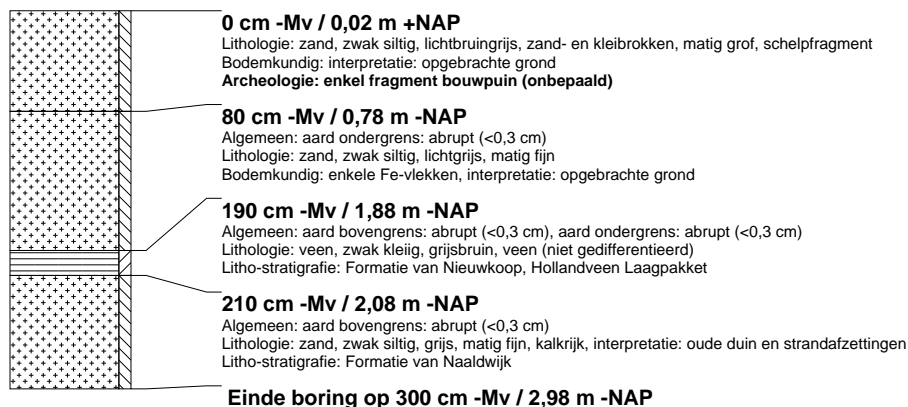 0 cm -Mv / 0,02 m +NAP
Lithologie: zand, zwak siltig, lichtbruingrijs, zand- en kleibrokken, matig grof, schelpfragment
Bodemkundig: interpretatie: opgebrachte grond
Archeologie: enkel fragment bouwpuin (onbepaald)
80 cm -Mv / 0,78 m -NAP
Algemeen: aard ondergrens: abrupt (<0,3 cm)
Lithologie: zand, zwak siltig, lichtgrijs, matig fijn
Bodemkundig: enkele Fe-vlekken, interpretatie: opgebrachte grond
190 cm -Mv / 1,88 m -NAP
Algemeen: aard bovengrens: abrupt (<0,3 cm), aard ondergrens: abrupt (<0,3 cm)
Lithologie: veen, zwak kleiig, grijsbruin, veen (niet gedifferentieerd)
Litho-stratigrafie: Formatie van Nieuwkoop, Hollandveen Laagpakket
210 cm -Mv / 2,08 m -NAP
Algemeen: aard bovengrens: abrupt (<0,3 cm)
Lithologie: zand, zwak siltig, grijs, matig fijn, kalkrijk, interpretatie: oude duin en strandafzettingen
Litho-stratigrafie: Formatie van Naaldwijk
Einde boring op 300 cm -Mv / 2,98 m -NAP